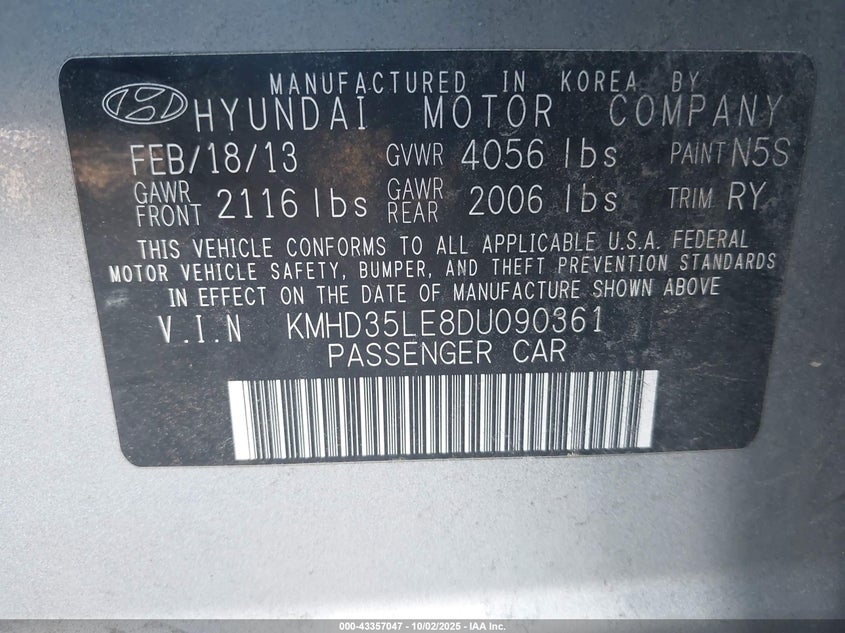 MANUFACTURED IN KOREA BY
HYUNDAI MOTOR COMPANY
FEB/18/13 GVWR 4056 lbs PAINT N5S
GAWR FRONT 2116 lbs GAWR REAR 2006 lbs TRIM RY
THIS VEHICLE CONFORMS TO ALL APPLICABLE U.S.A. FEDERAL
MOTOR VEHICLE SAFETY, BUMPER, AND THEFT PREVENTION STANDARDS
IN EFFECT ON THE DATE OF MANUFACTURE SHOWN ABOVE
V.I.N KMHD35LE8DU090361
PASSENGER CAR
000-43357047 - 10/02/2025 - IAA Inc.